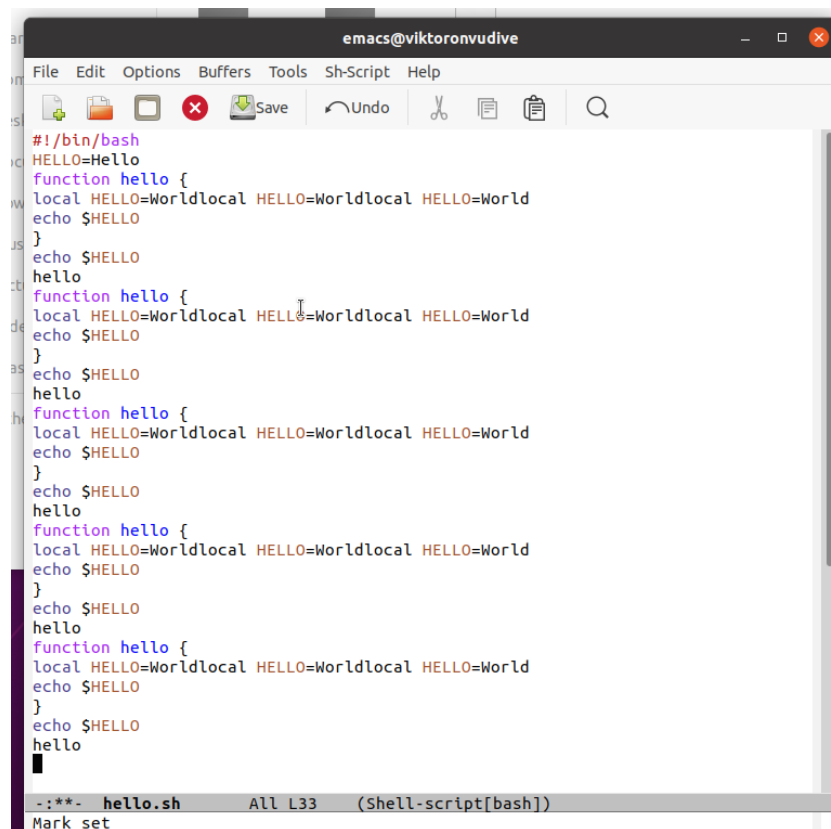 emacs@viktoronvudive
File Edit Options Buffers Tools Sh-Script Help
Save Undo
#!/bin/bash
HELLO=Hello
function hello {
local HELLO=Worldlocal HELLO=Worldlocal HELLO=World
echo $HELLO
}
echo $HELLO
hello
function hello {
local HELLO=Worldlocal HELLO=Worldlocal HELLO=World
echo $HELLO
}
echo $HELLO
hello
function hello {
local HELLO=Worldlocal HELLO=Worldlocal HELLO=World
echo $HELLO
}
echo $HELLO
hello
function hello {
local HELLO=Worldlocal HELLO=Worldlocal HELLO=World
echo $HELLO
}
echo $HELLO
hello
function hello {
local HELLO=Worldlocal HELLO=Worldlocal HELLO=World
echo $HELLO
}
echo $HELLO
hello
-:**- hello.sh All L33 (Shell-script[bash])
Mark set